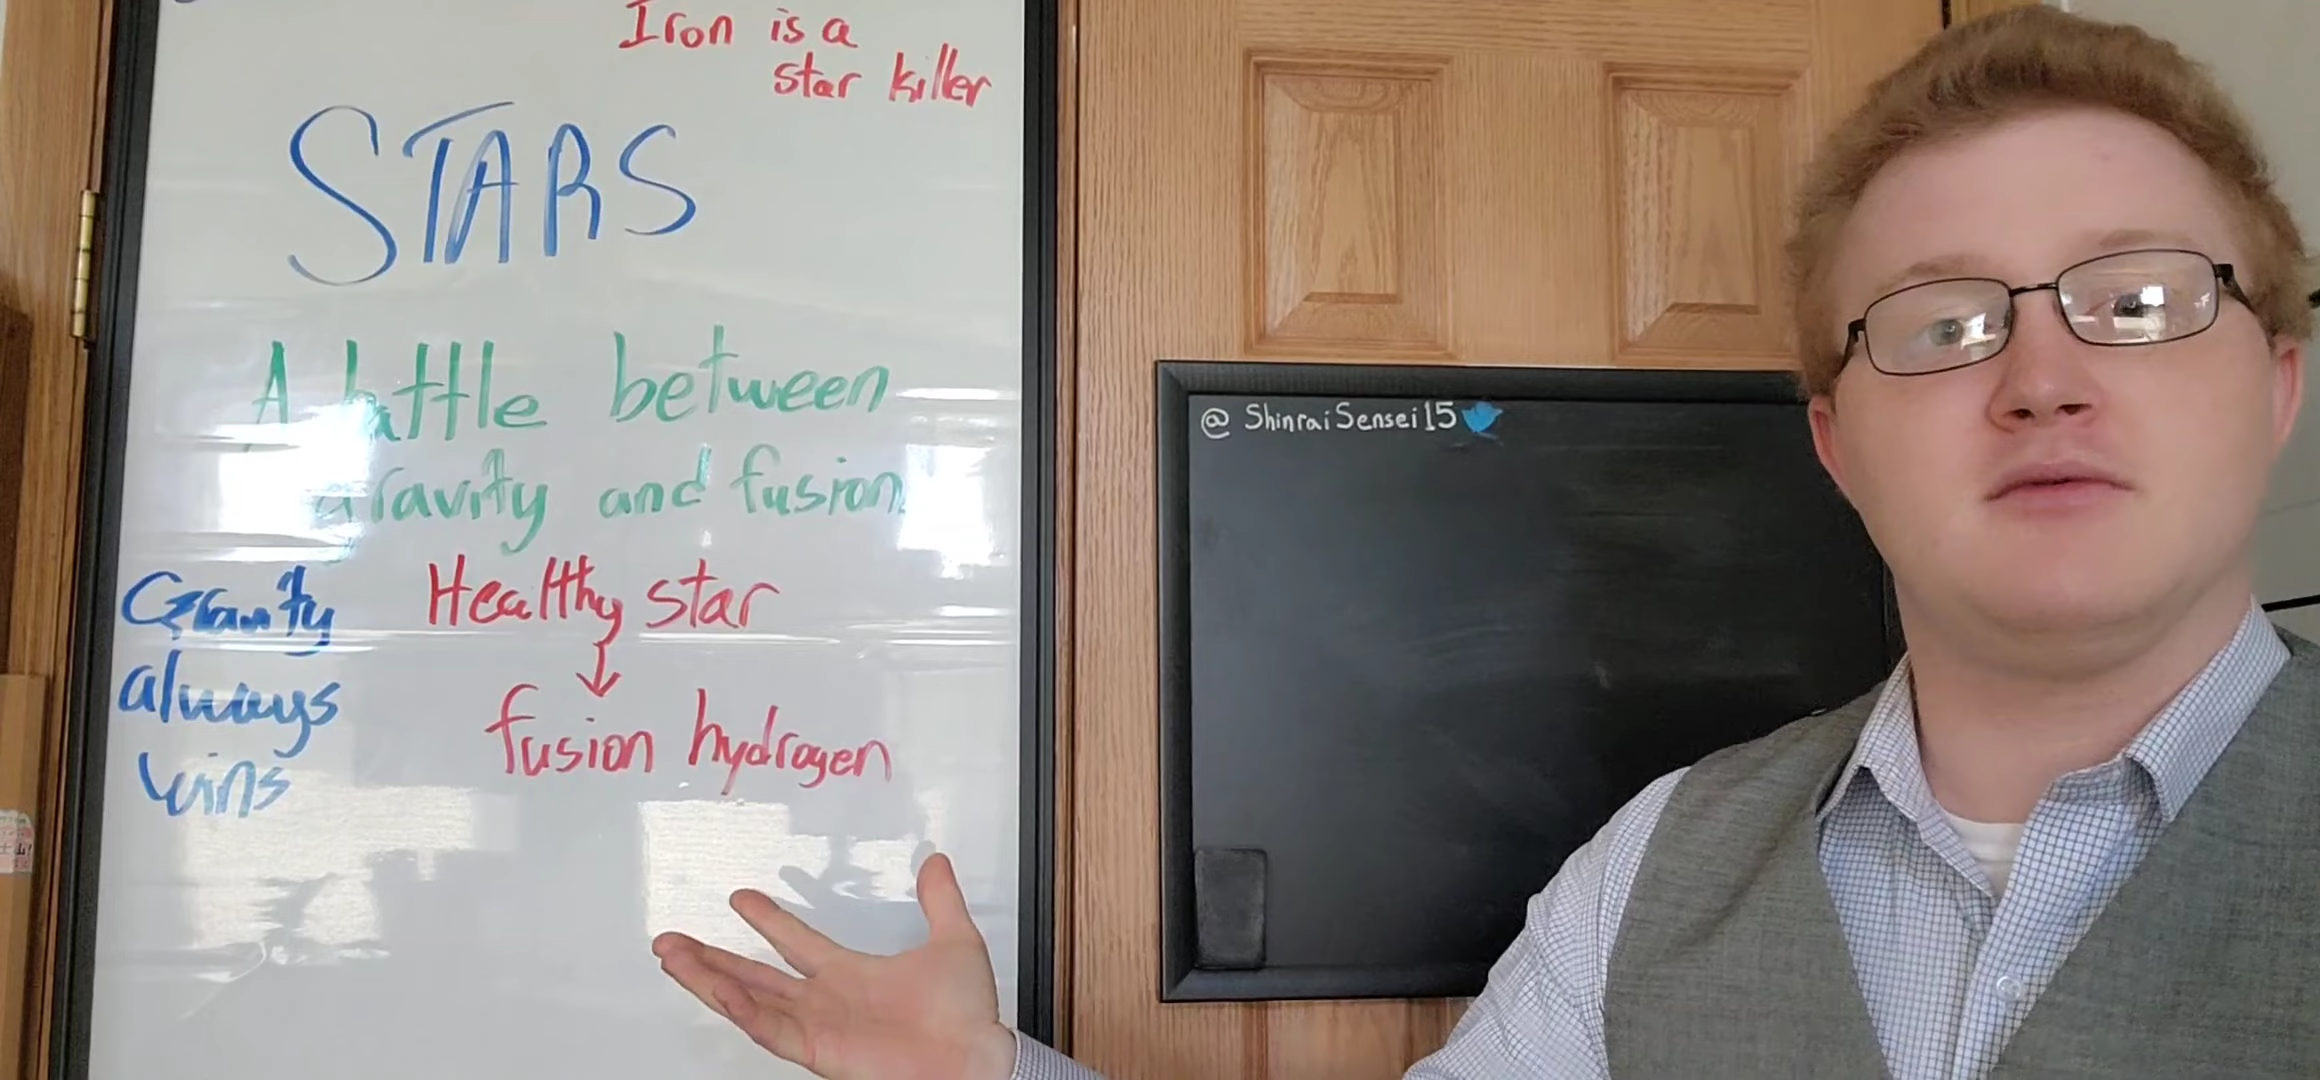 Iron is a
star killer
STARS
A battle between
gravity and fusion
Gravity
always
wins
Healthy star
fusion hydrogen
@ShinraiSensei15